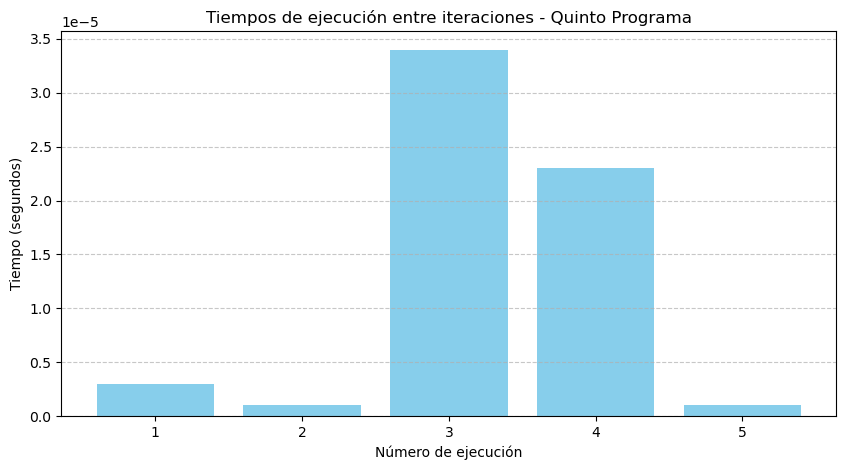 Tiempos de ejecución entre iteraciones - Quinto Programa
1e−5
3.5
3.0
2.5
2.0
1.5
1.0
0.5
0.0
Tiempo (segundos)
1 2 3 4 5
Número de ejecución